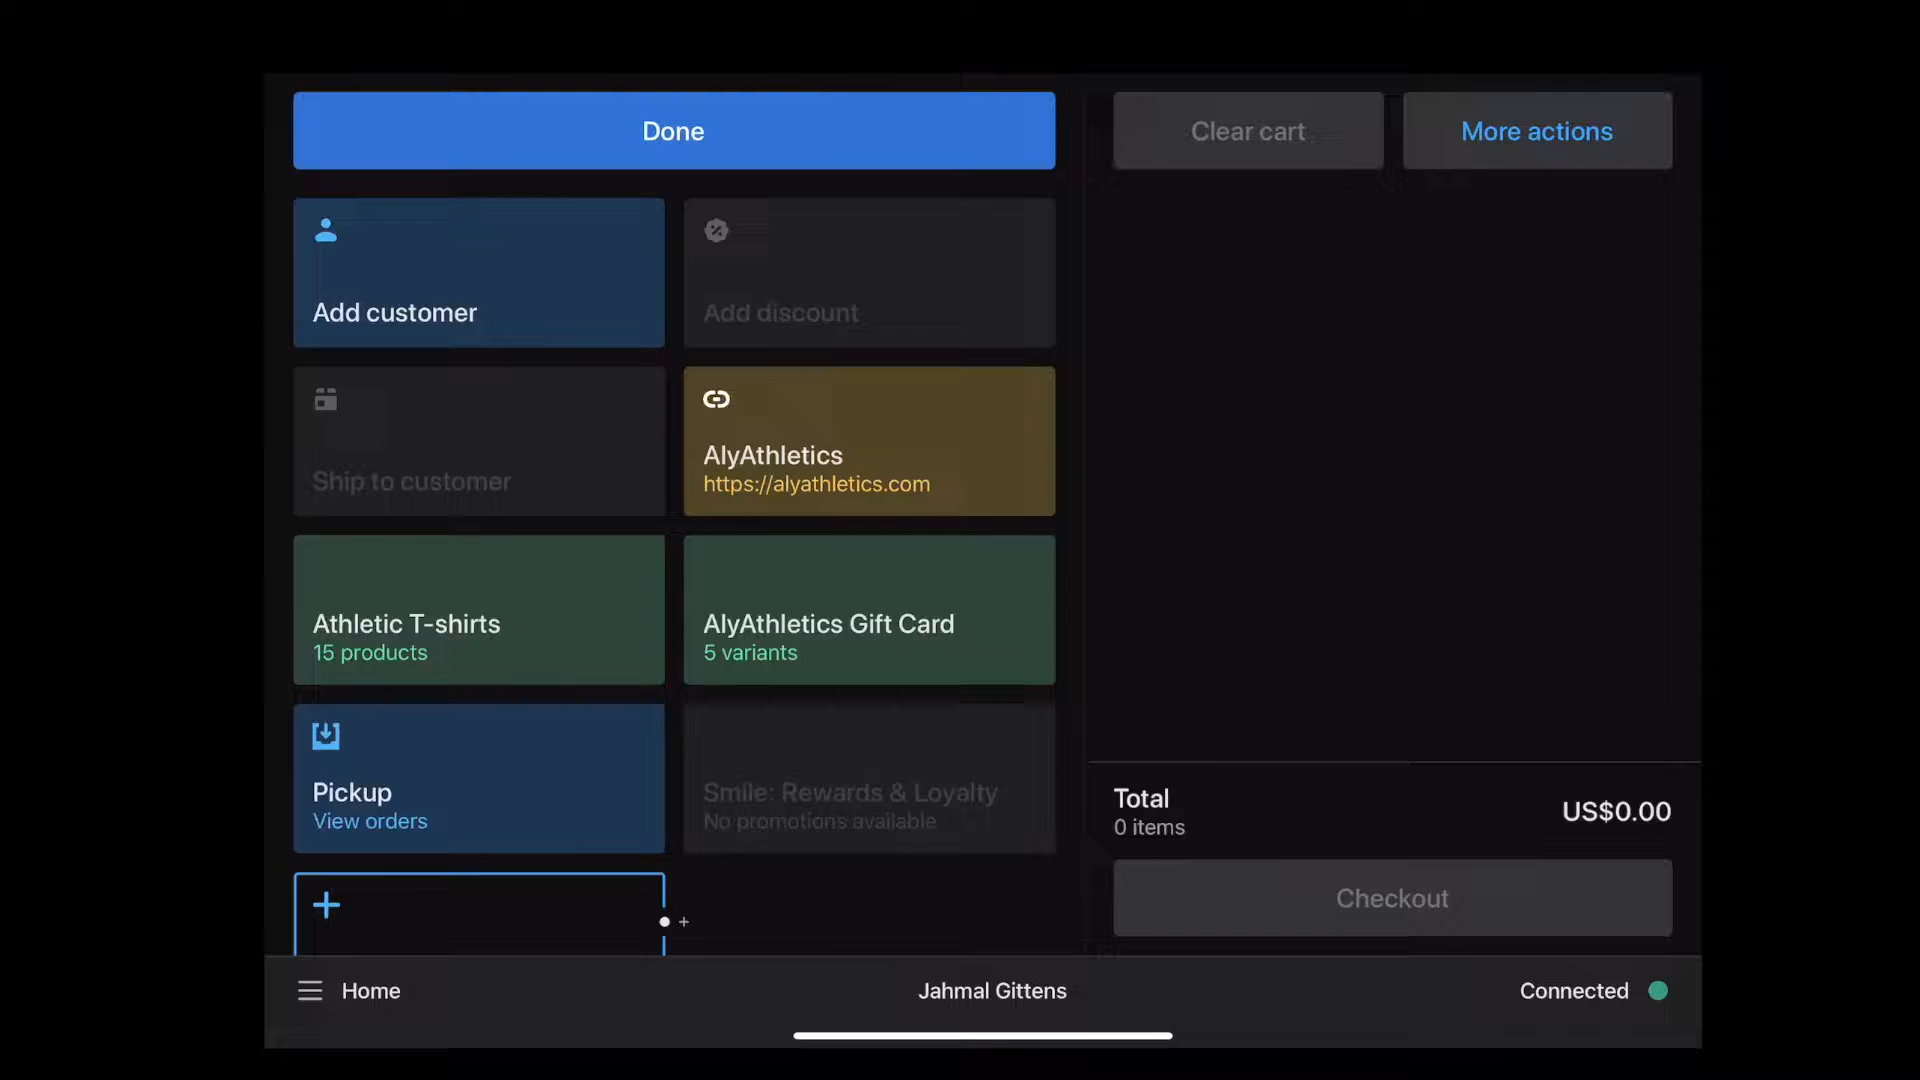 Done
Clear cart
More actions
Add customer
Add discount
Ship to customer
AlyAthletics
https://alyathletics.com
Athletic T-shirts
15 products
AlyAthletics Gift Card
5 variants
Pickup
View orders
Smile: Rewards & Loyalty
No promotions available
Total
0 items
US$0.00
Checkout
Home
Jahmal Gittens
Connected